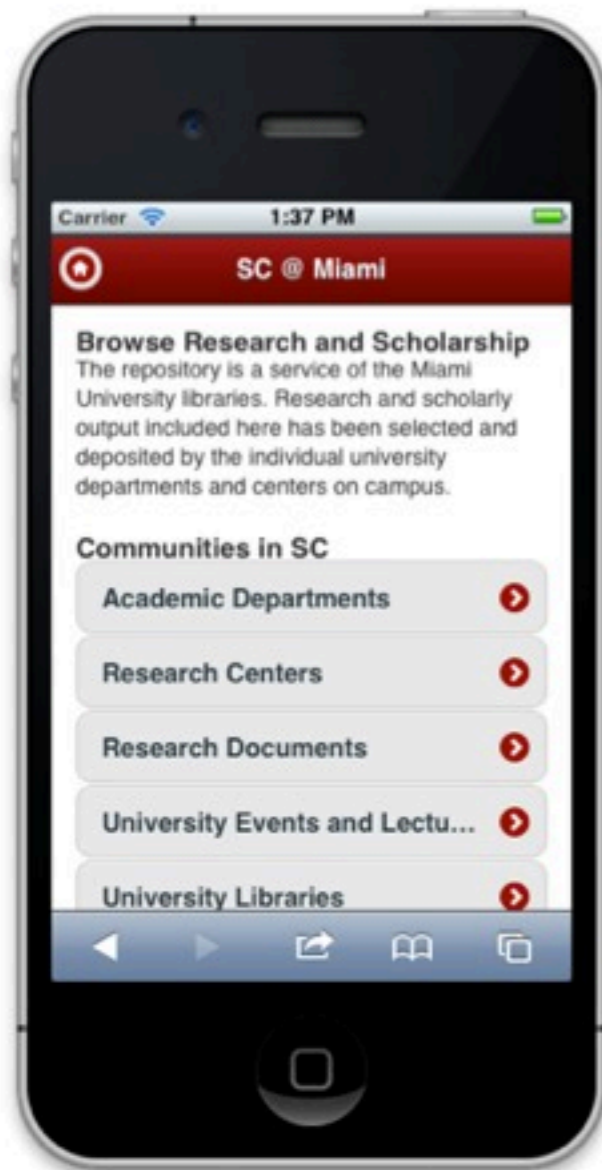 Carrier 1:37 PM
SC @ Miami
Browse Research and Scholarship
The repository is a service of the Miami
University libraries. Research and scholarly
output included here has been selected and
deposited by the individual university
departments and centers on campus.
Communities in SC
Academic Departments
Research Centers
Research Documents
University Events and Lectu...
University Libraries